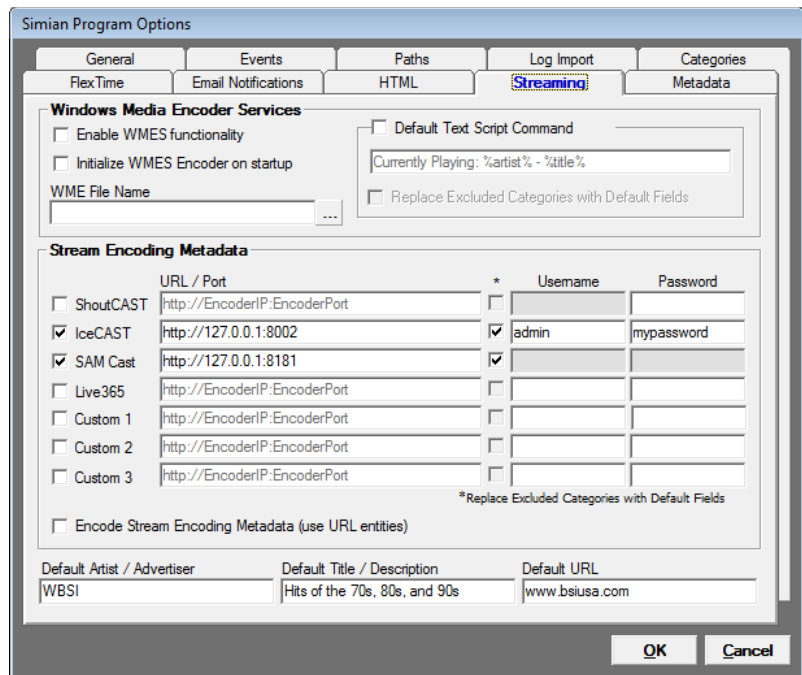 Simian Program Options
General Events Paths Log Import Categories
FlexTime Email Notifications HTML Streaming Metadata
Windows Media Encoder Services
Enable WMES functionality
Initialize WMES Encoder on startup
WME File Name
...
Default Text Script Command
Currently Playing: %artist% - %title%
Replace Excluded Categories with Default Fields
Stream Encoding Metadata
URL / Port * Username Password
ShoutCAST http://EncoderIP:EncoderPort
IceCAST http://127.0.0.1:8002 admin mypassword
SAM Cast http://127.0.0.1:8181
Live365 http://EncoderIP:EncoderPort
Custom 1 http://EncoderIP:EncoderPort
Custom 2 http://EncoderIP:EncoderPort
Custom 3 http://EncoderIP:EncoderPort
*Replace Excluded Categories with Default Fields
Encode Stream Encoding Metadata (use URL entities)
Default Artist / Advertiser Default Title / Description Default URL
WBSI Hits of the 70s, 80s, and 90s www.bsiusa.com
OK Cancel